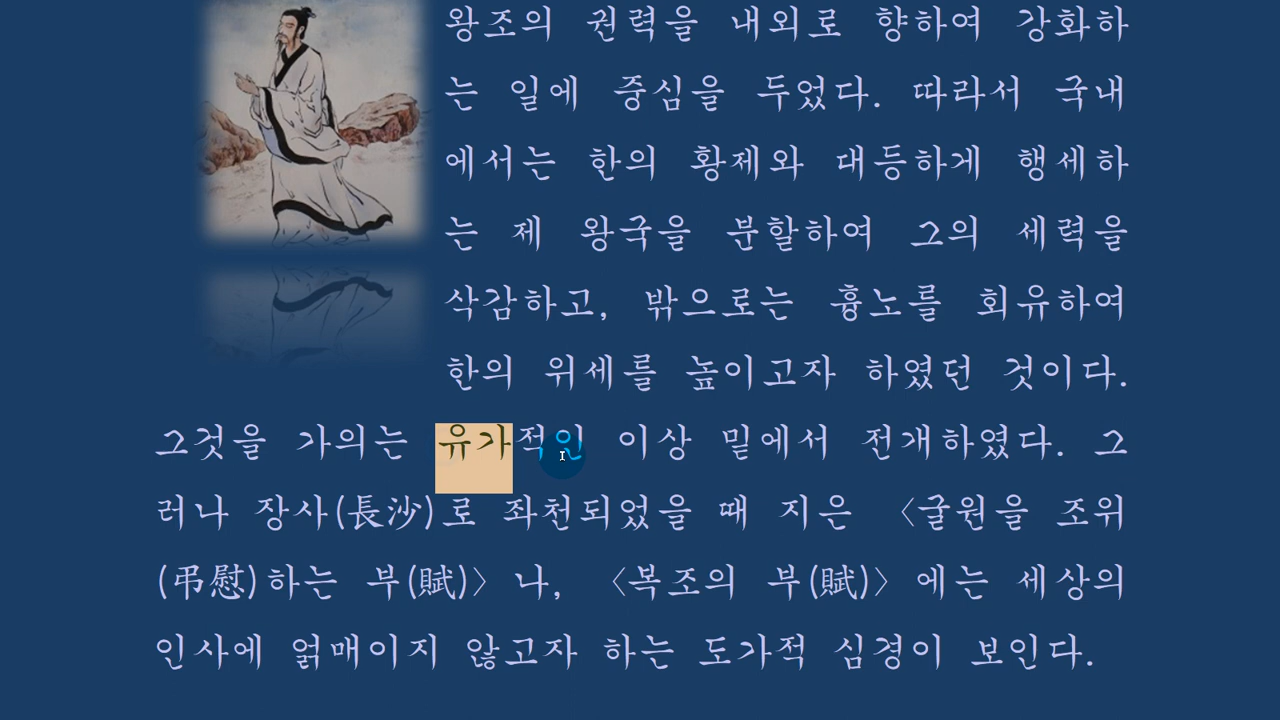 왕조의 권력을 내외로 향하여 강화하
는 일에 중심을 두었다. 따라서 국내
에서는 한의 황제와 대등하게 행세하
는 제 왕국을 분할하여 그의 세력을
삭감하고, 밖으로는 흉노를 회유하여
한의 위세를 높이고자 하였던 것이다.
그것을 가의는 유가적인 이상 밑에서 전개하였다. 그
러나 장사(長沙)로 좌천되었을 때 지은 〈굴원을 조위
(弔慰)하는 부(賦)〉나, 〈복조의 부(賦)〉에는 세상의
인사에 얽매이지 않고자 하는 도가적 심경이 보인다.